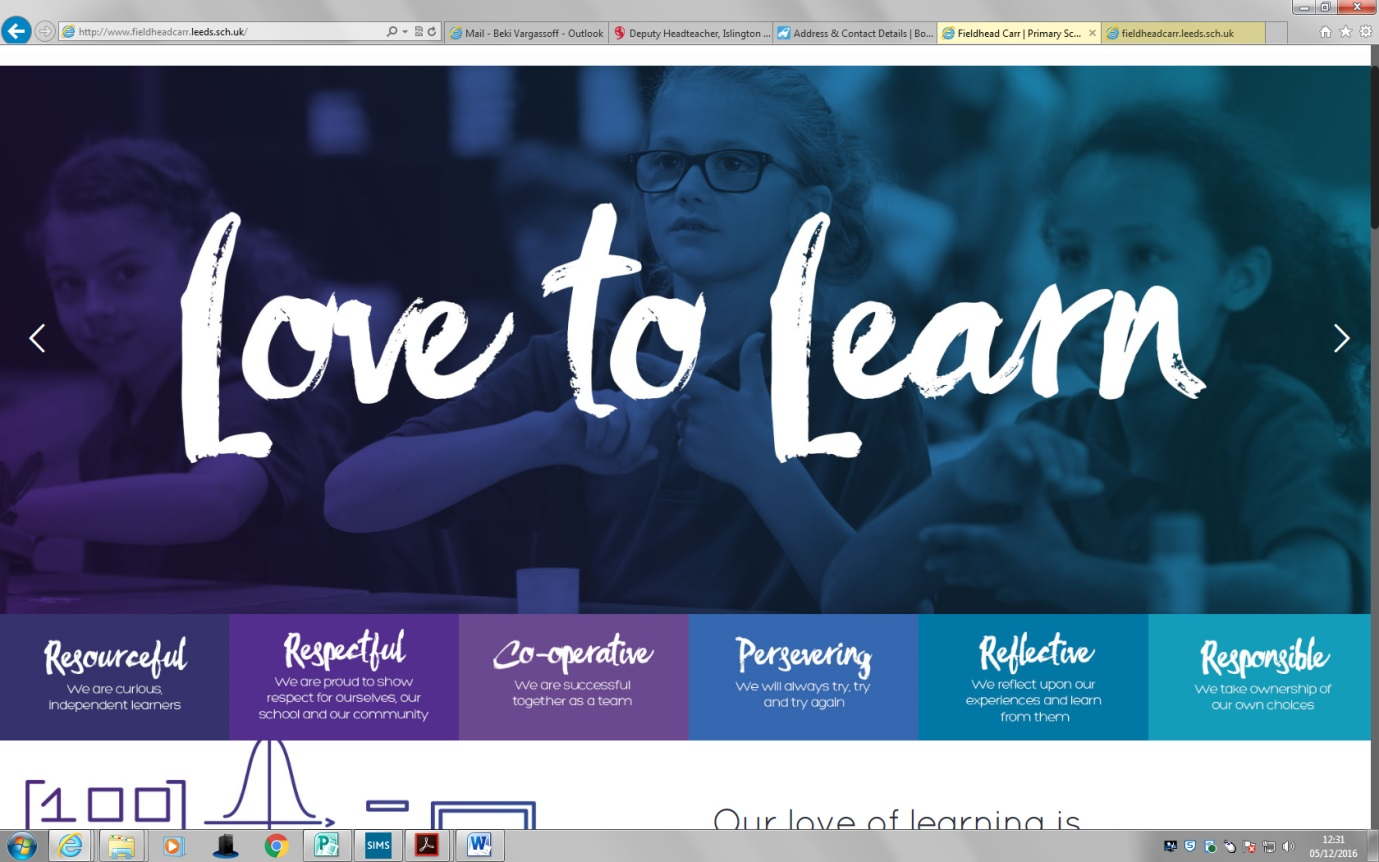 http://www.fieldheadcarr.leeds.sch.uk/
Mail - Beki Vargassoff - Outlook
Deputy Headteacher, Islington ...
Address & Contact Details | Bo...
Fieldhead Carr | Primary Sc...
fieldheadcarr.leeds.sch.uk
Love to Learn
Resourceful
We are curious,
independent learners
Respectful
We are proud to show
respect for ourselves, our
school and our community
Co-operative
We are successful
together as a team
Persevering
We will always try, try
and try again
Reflective
We reflect upon our
experiences and learn
from them
Responsible
We take ownership of
our own choices
[100]
Our love of learning is
SIMS
12:31
05/12/2016